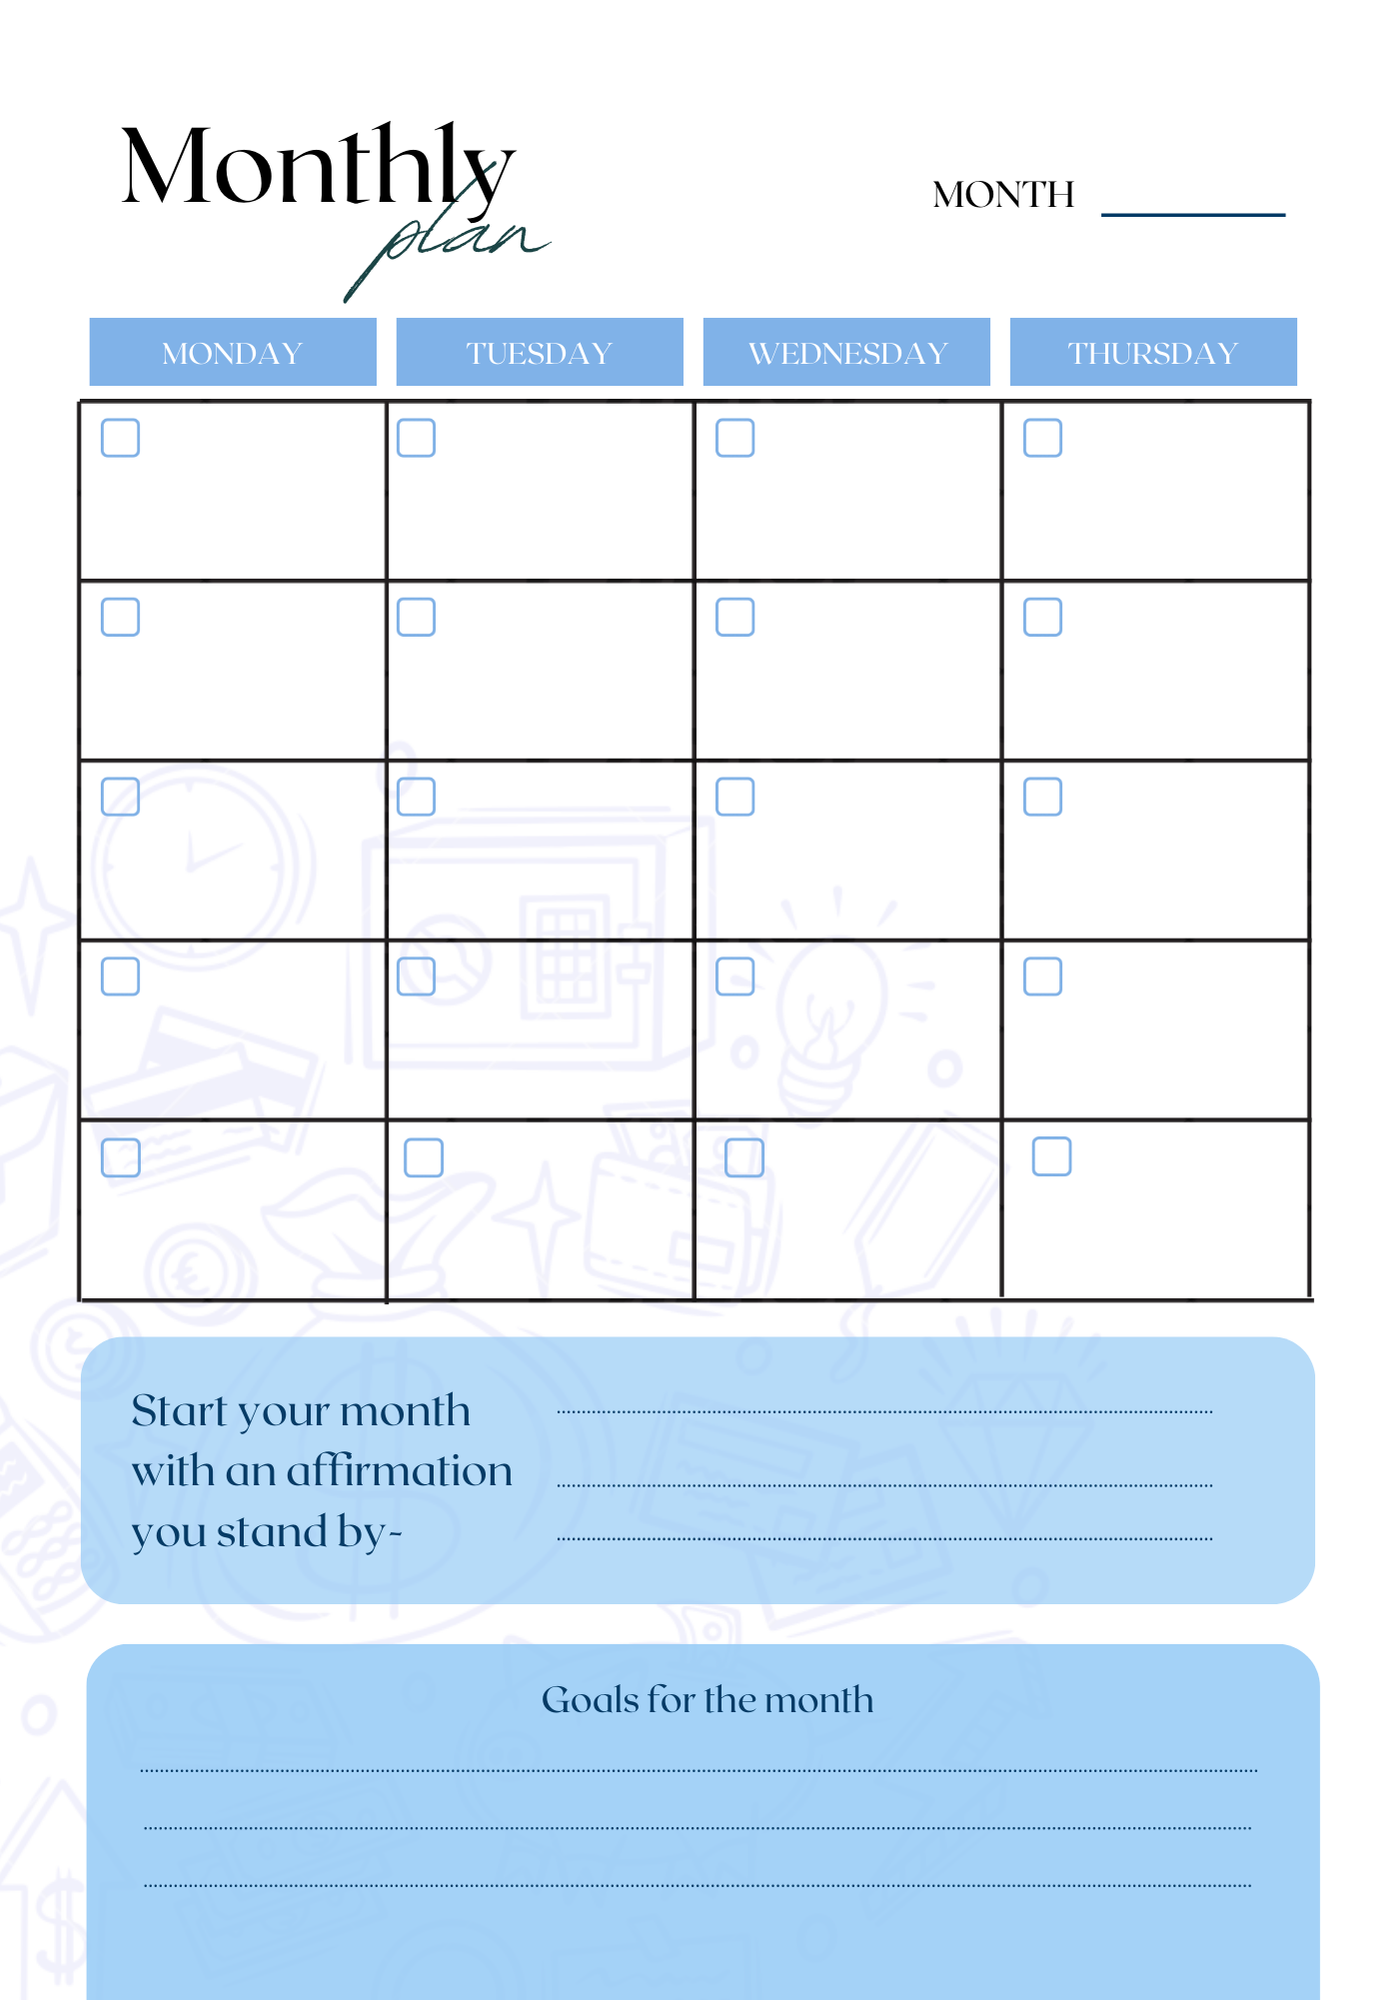 Monthly
plan
MONTH
MONDAY TUESDAY WEDNESDAY THURSDAY
Start your month
with an affirmation
you stand by-
Goals for the month